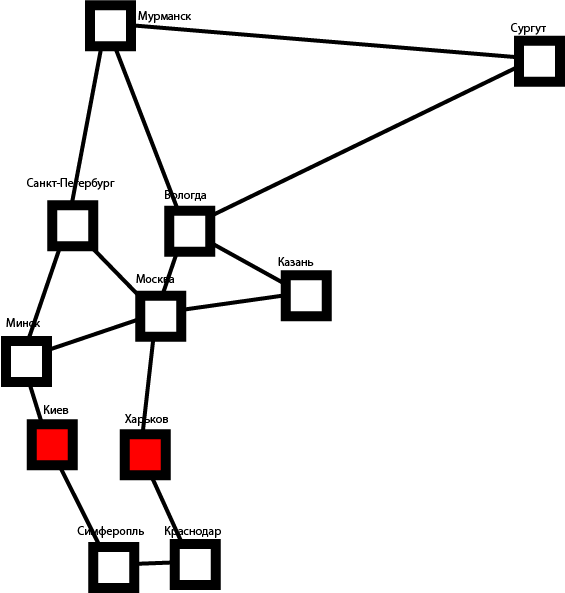 Мурманск
Сургут
Санкт-Петербург
Вологда
Казань
Москва
Минск
Киев
Харьков
Симферопль
Краснодар